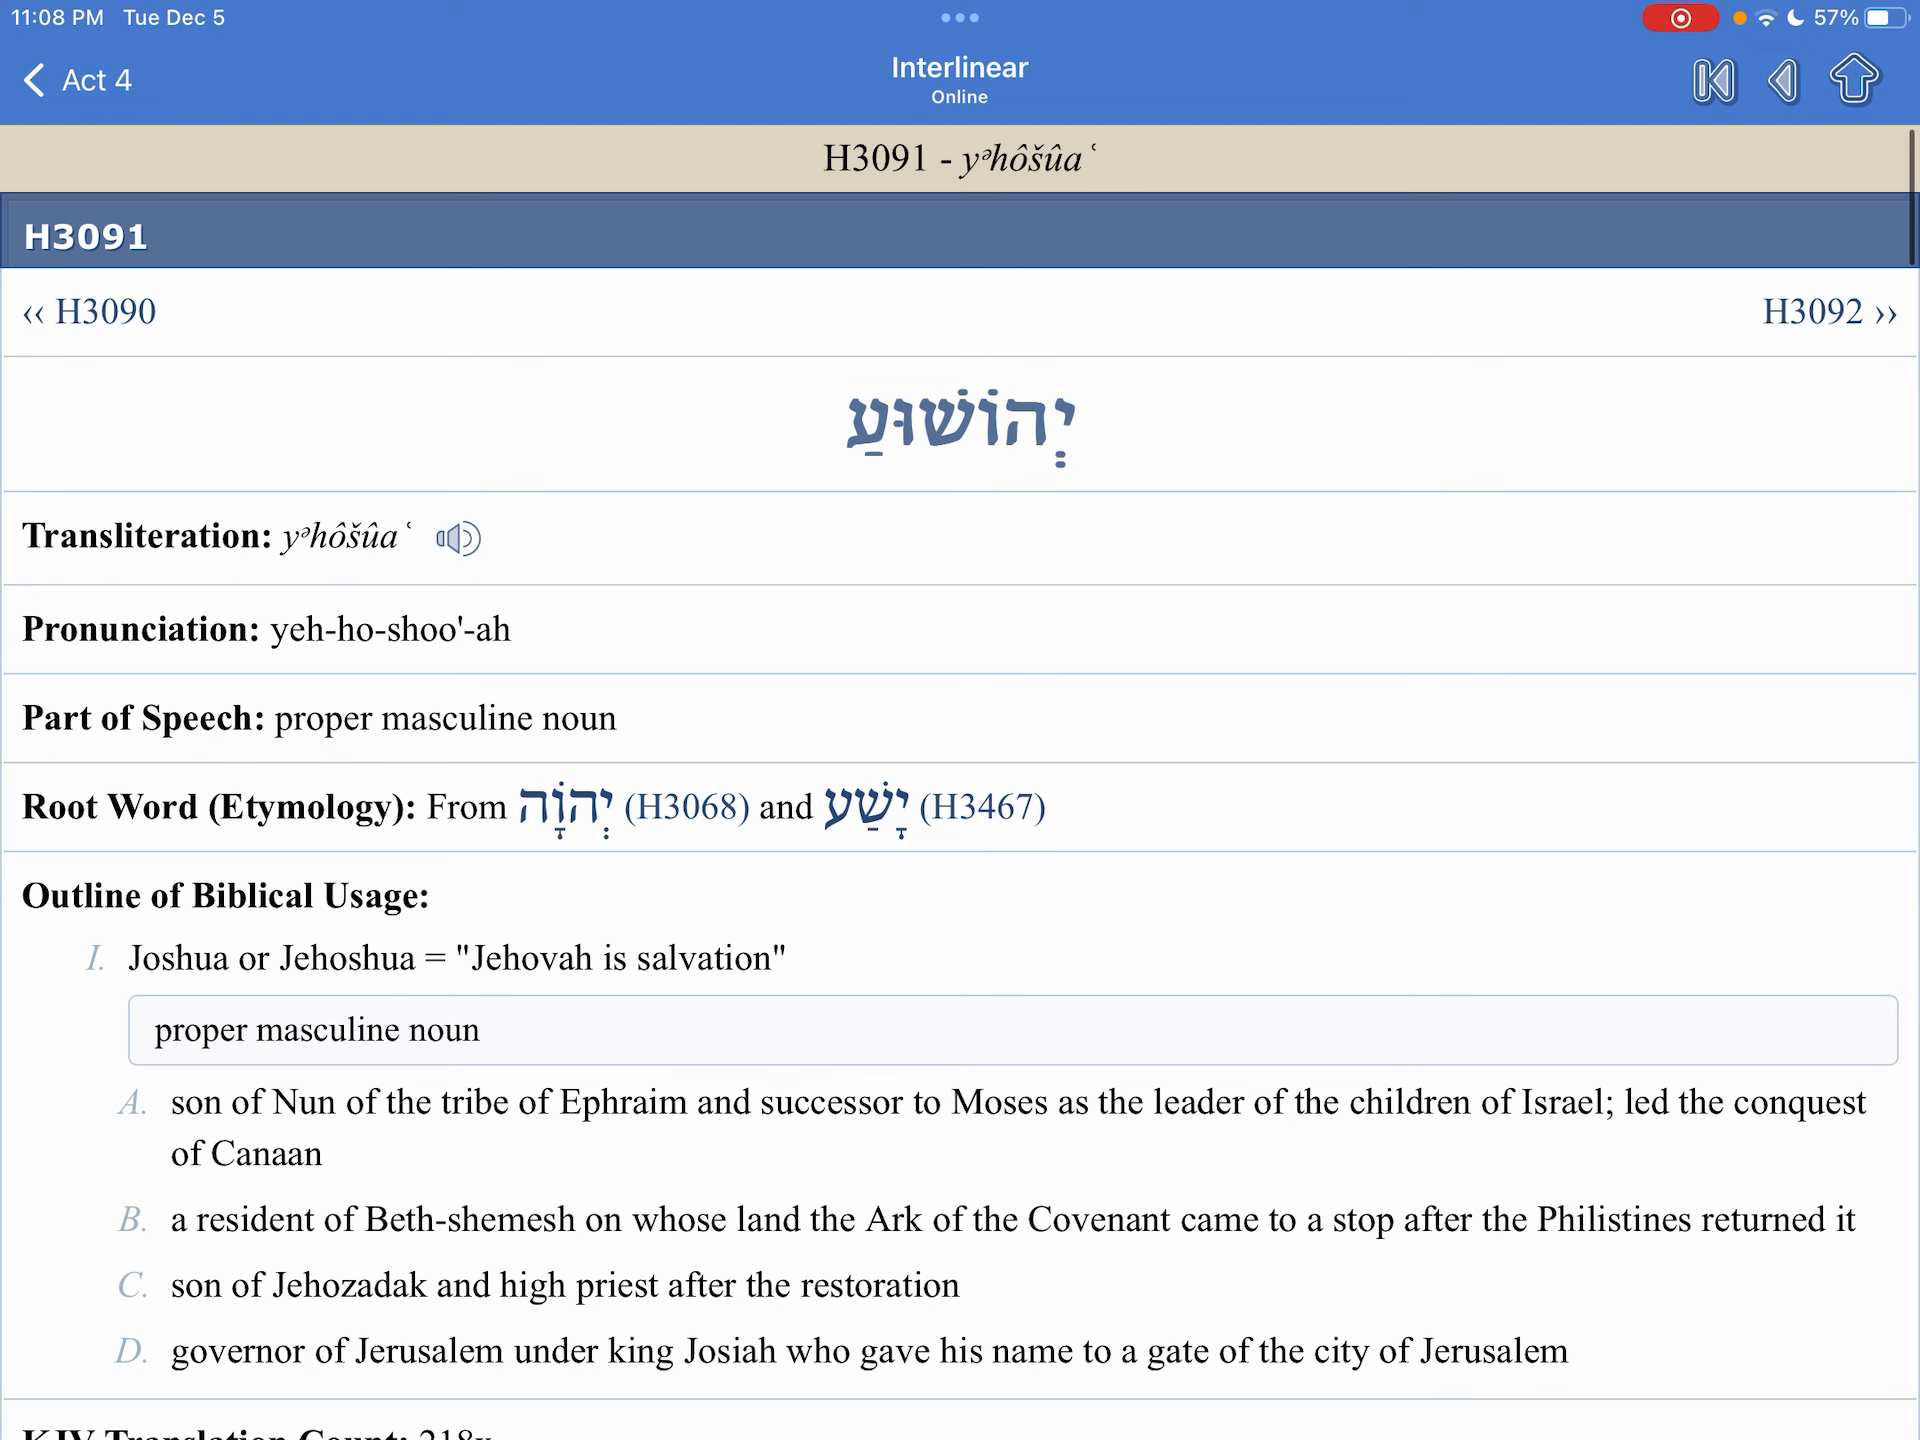 11:08 PM Tue Dec 5
57%
Act 4
Interlinear
Online
H3091 - yᵊhôšûaʿ
H3091
‹‹ H3090
H3092 ››
יְהוֹשׁוּעַ
Transliteration: yᵊhôšûaʿ
Pronunciation: yeh-ho-shoo'-ah
Part of Speech: proper masculine noun
Root Word (Etymology): From יְהוָֹה (H3068) and יָשַׁע (H3467)
Outline of Biblical Usage:
I. Joshua or Jehoshua = "Jehovah is salvation"
proper masculine noun
A. son of Nun of the tribe of Ephraim and successor to Moses as the leader of the children of Israel; led the conquest
of Canaan
B. a resident of Beth-shemesh on whose land the Ark of the Covenant came to a stop after the Philistines returned it
C. son of Jehozadak and high priest after the restoration
D. governor of Jerusalem under king Josiah who gave his name to a gate of the city of Jerusalem
KJV Translation Count: 218x